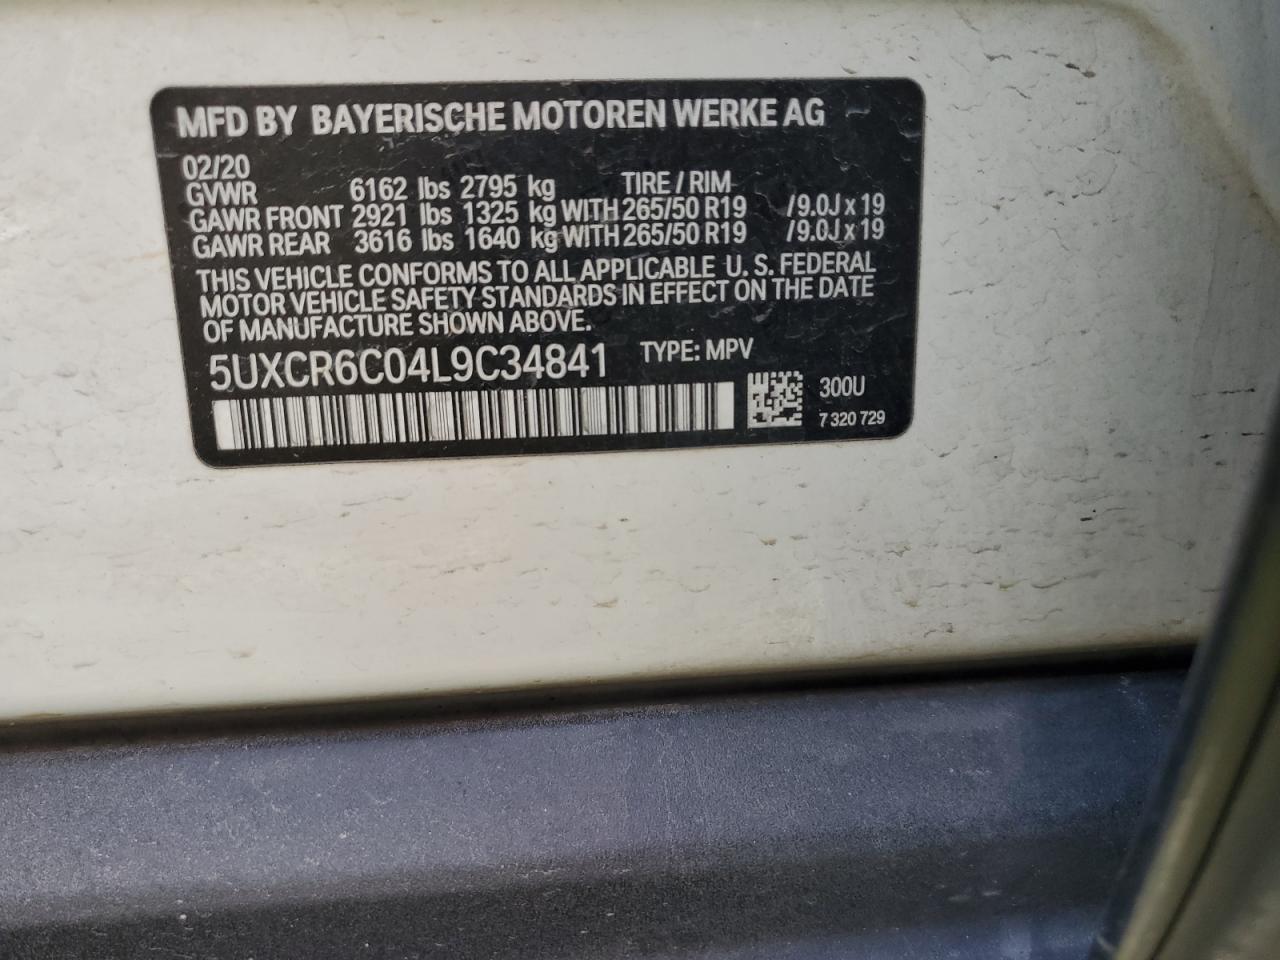 MFD BY BAYERISCHE MOTOREN WERKE AG
02/20
GVWR 6162 lbs 2795 kg TIRE / RIM
GAWR FRONT 2921 lbs 1325 kg WITH 265/50 R19 /9.0J x 19
GAWR REAR 3616 lbs 1640 kg WITH 265/50 R19 /9.0J x 19
THIS VEHICLE CONFORMS TO ALL APPLICABLE U. S. FEDERAL
MOTOR VEHICLE SAFETY STANDARDS IN EFFECT ON THE DATE
OF MANUFACTURE SHOWN ABOVE.
5UXCR6C04L9C34841 TYPE: MPV
300U
7 320 729